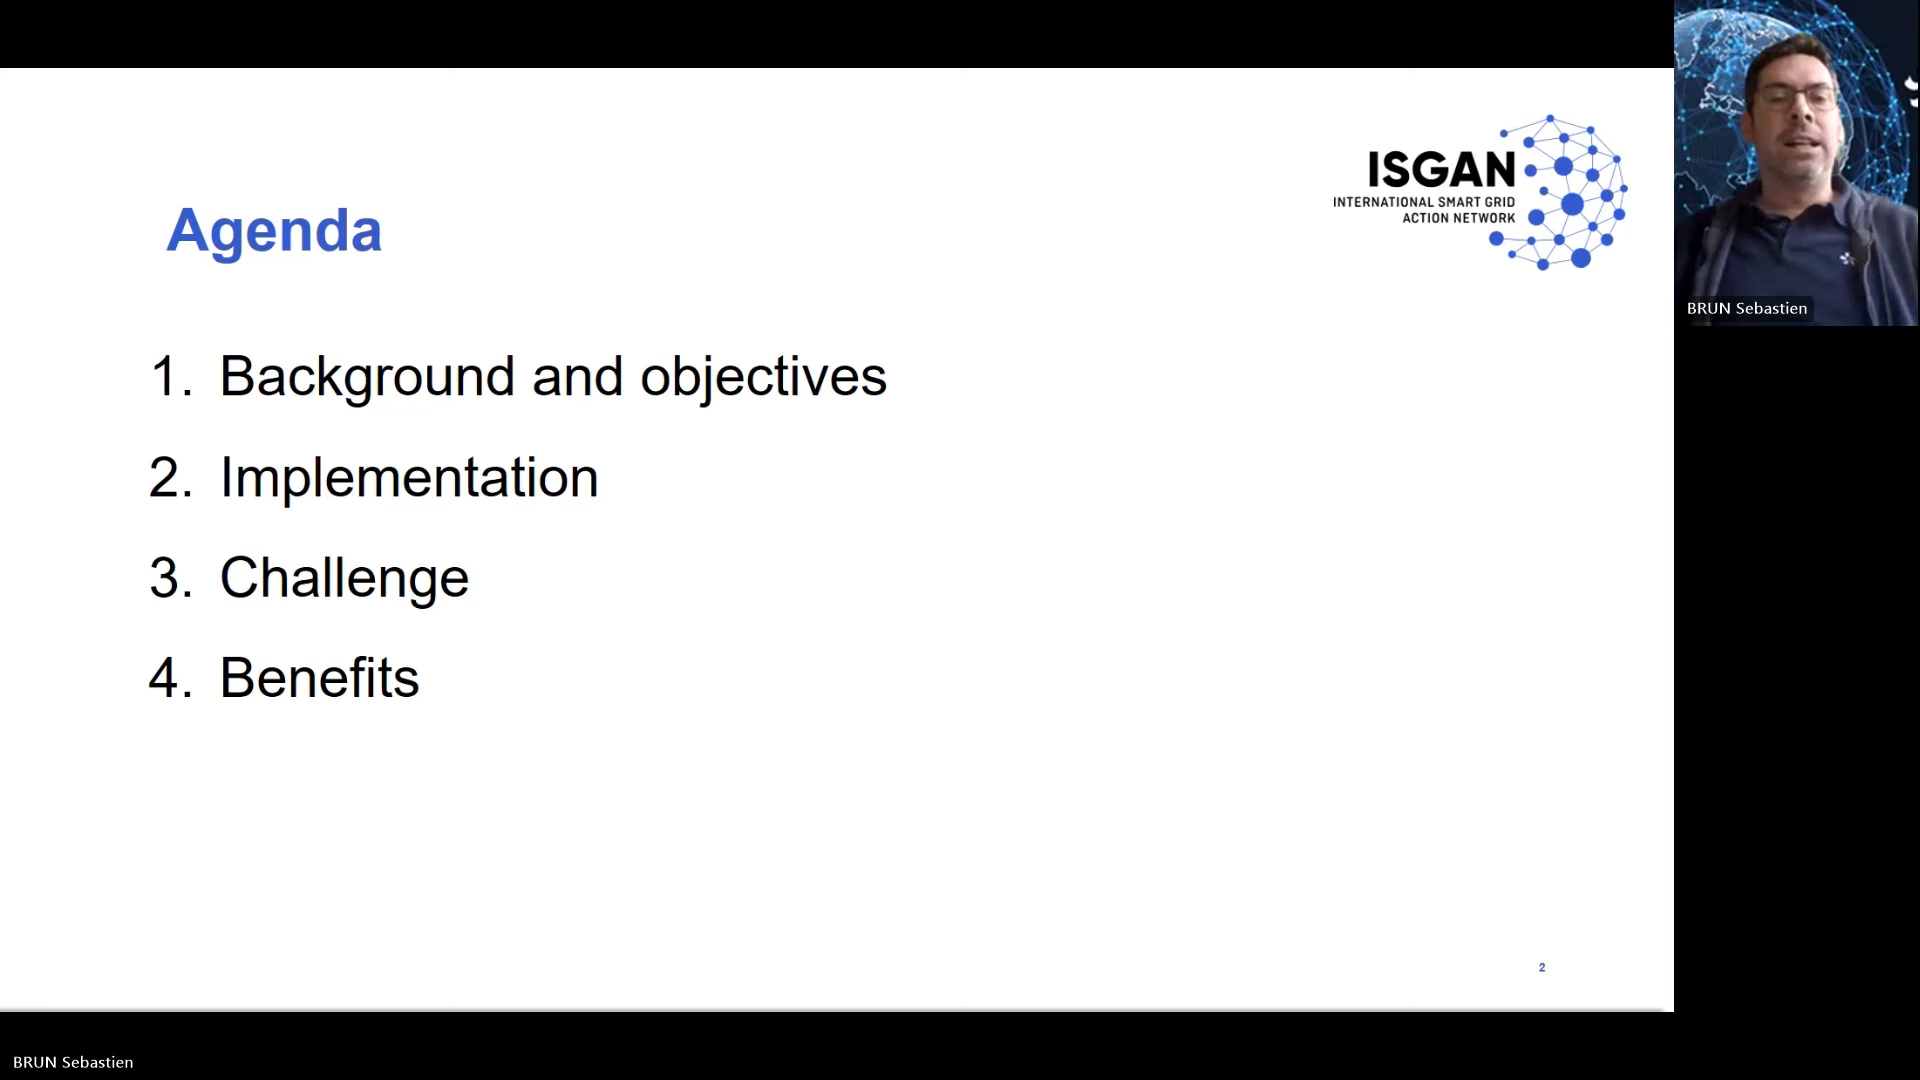 Agenda
ISGAN
INTERNATIONAL SMART GRID
ACTION NETWORK
1. Background and objectives
2. Implementation
3. Challenge
4. Benefits
2
BRUN Sebastien
BRUN Sebastien